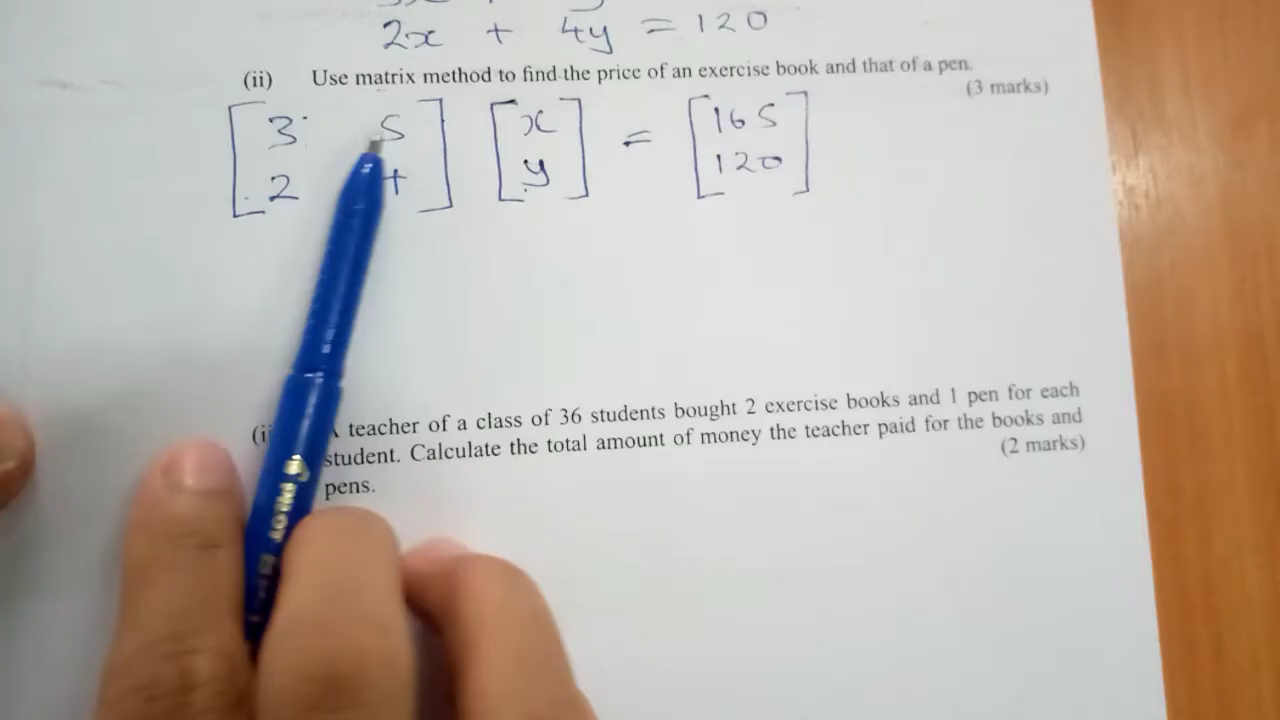 2x + 4y = 120
(ii) Use matrix method to find the price of an exercise book and that of a pen.
(3 marks)
3 5 x = 165
2 4 y 120
teacher of a class of 36 students bought 2 exercise books and 1 pen for each
student. Calculate the total amount of money the teacher paid for the books and
(2 marks)
pens.
PILOT